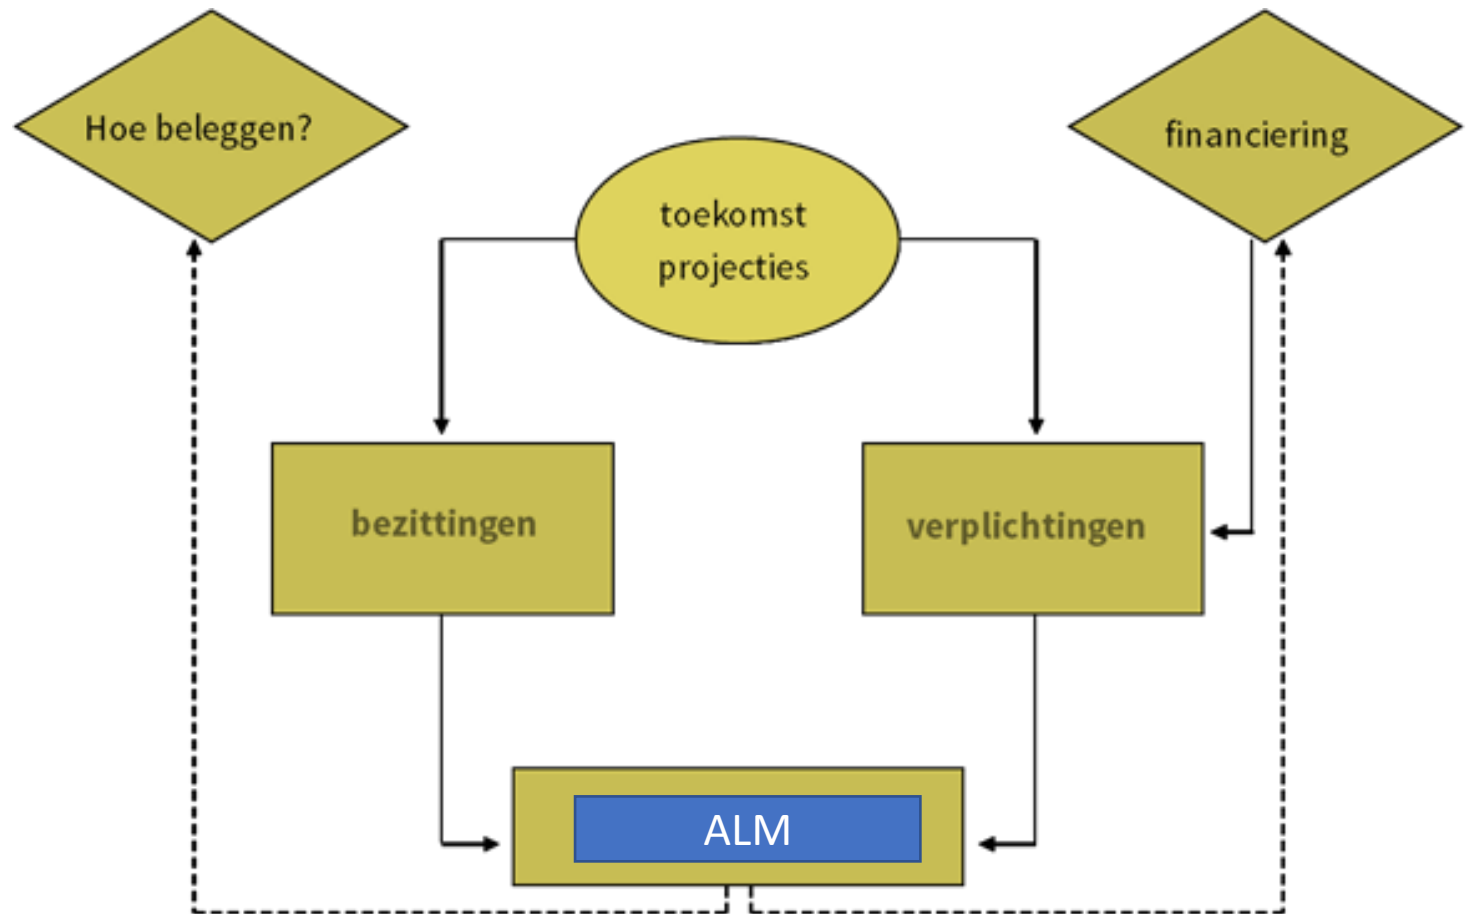 Hoe beleggen?
financiering
toekomst
projecties
bezittingen
verplichtingen
ALM